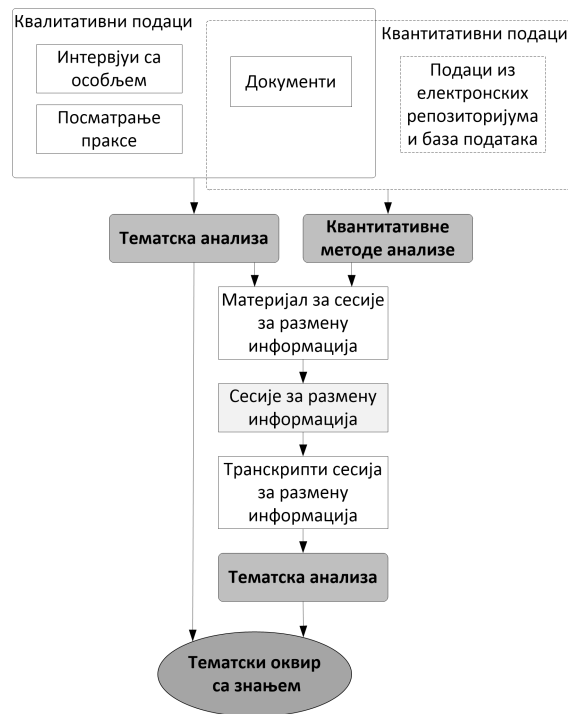 Квалитативни подаци
Интервјуи са
особљем
Посматрање
праксе
Документи
Квантитативни подаци
Подаци из
електронских
репозиторијума
и база података
Тематска анализа
Квантитативне
методе анализе
Материјал за сесије
за размену
информација
Сесије за размену
информација
Транскрипти сесија
за размену
информација
Тематска анализа
Тематски оквир
са знањем